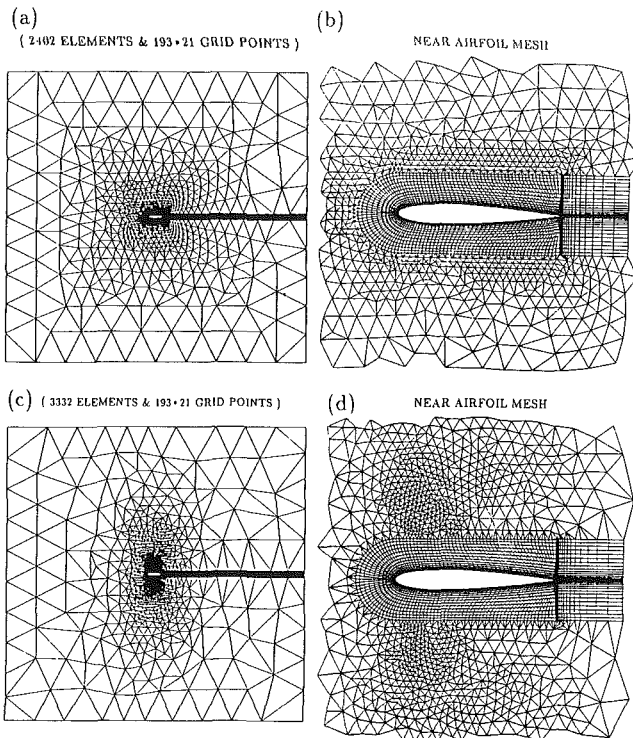 (a)
( 2402 ELEMENTS & 193•21 GRID POINTS )
(b)
NEAR AIRFOIL MESH
(c) ( 3332 ELEMENTS & 193•21 GRID POINTS )
(d)
NEAR AIRFOIL MESH